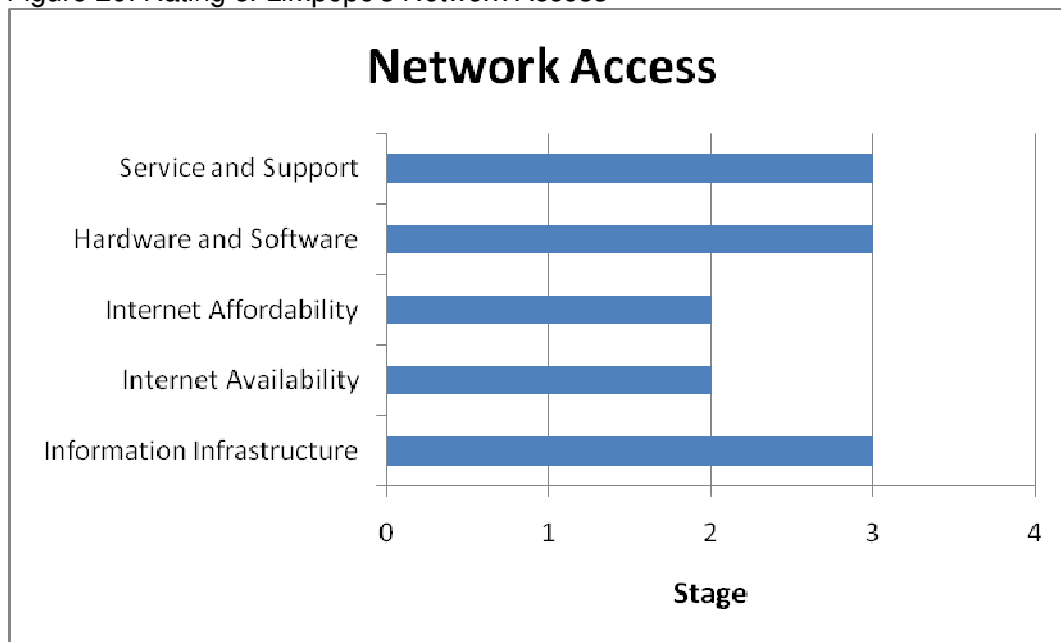 Network Access
Service and Support
Hardware and Software
Internet Affordability
Internet Availability
Information Infrastructure
0 1 2 3 4
Stage